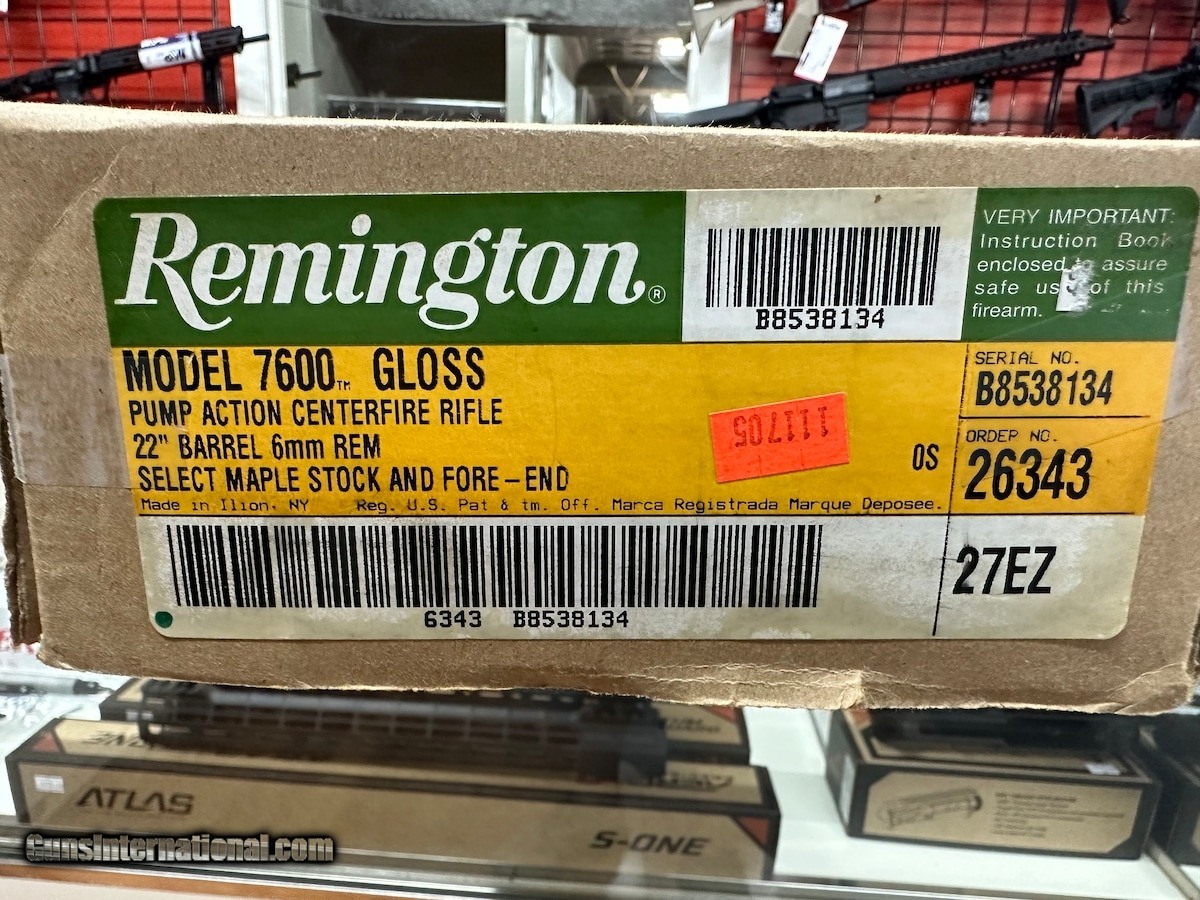 Remington®
B8538134
VERY IMPORTANT:
Instruction Book
enclosed to assure
safe use of this
firearm.
MODEL 7600™ GLOSS
PUMP ACTION CENTERFIRE RIFLE
22" BARREL 6mm REM
SELECT MAPLE STOCK AND FORE-END
Made in Ilion, NY Reg. U.S. Pat & tm. Off. Marca Registrada Marque Deposee.
111705
OS
SERIAL NO.
B8538134
ORDER NO.
26343
6343 B8538134
27EZ
ATLAS
S-ONE
GunsInternational.com